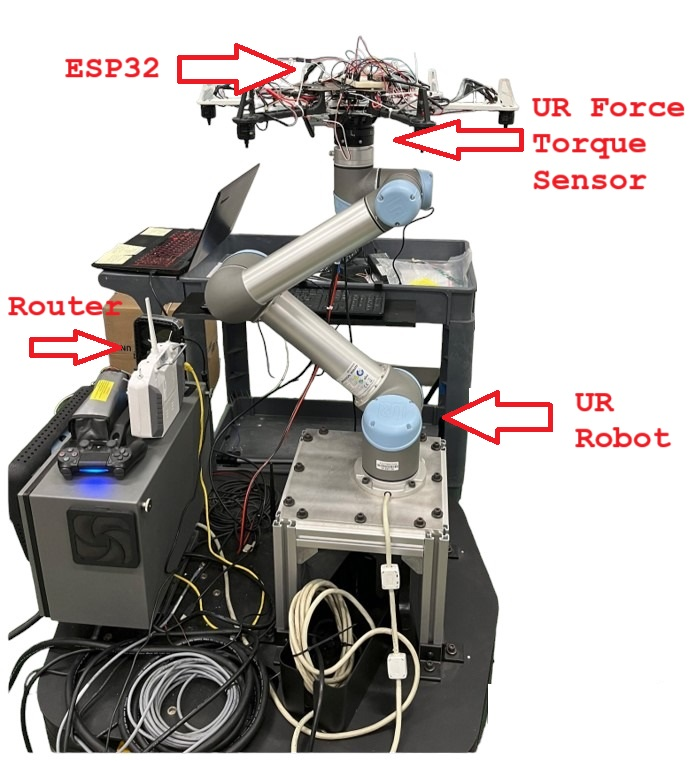 ESP32
UR Force
Torque
Sensor
Router
UR
Robot